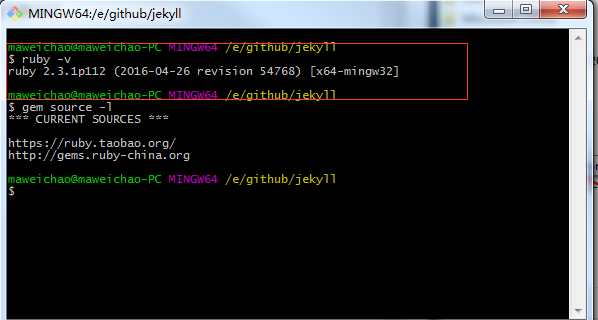 MINGW64:/e/github/jekyll
maweichao@maweichao-PC MINGW64 /e/github/jekyll
$ ruby -v
ruby 2.3.1p112 (2016-04-26 revision 54768) [x64-mingw32]
maweichao@maweichao-PC MINGW64 /e/github/jekyll
$ gem source -l
*** CURRENT SOURCES ***
https://ruby.taobao.org/
http://gems.ruby-china.org
maweichao@maweichao-PC MINGW64 /e/github/jekyll
$